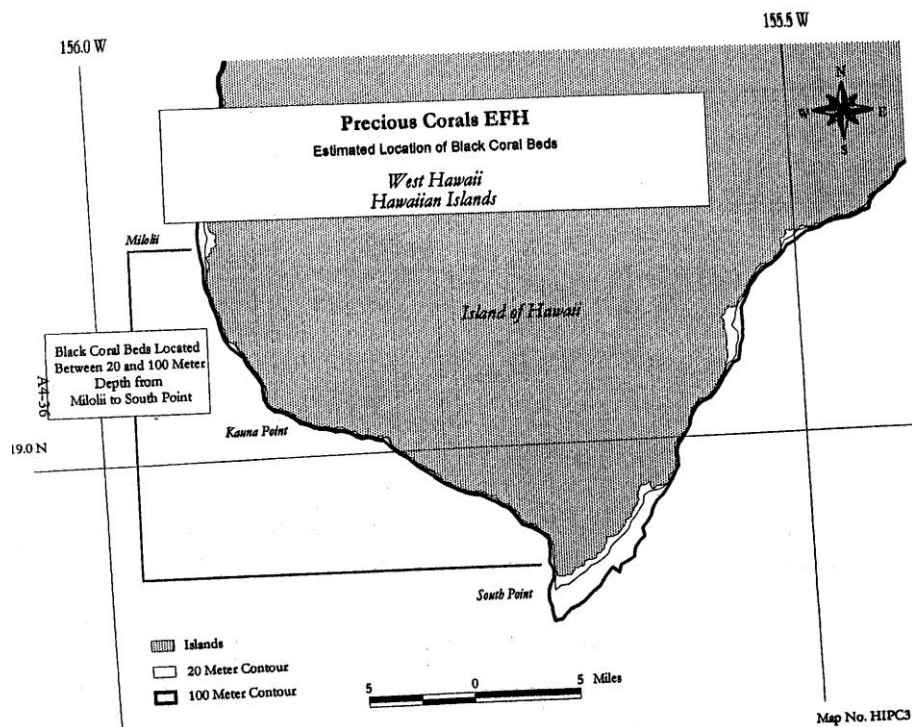 156.0 W
155.5 W
N
W E
S
Precious Corals EFH
Estimated Location of Black Coral Beds
West Hawaii
Hawaiian Islands
Milolii
Island of Hawaii
Black Coral Beds Located
Between 20 and 100 Meter
Depth from
Milolii to South Point
A4-36
Kauna Point
19.0 N
South Point
Islands
20 Meter Contour
100 Meter Contour
5 0 5 Miles
Map No. HIPC3